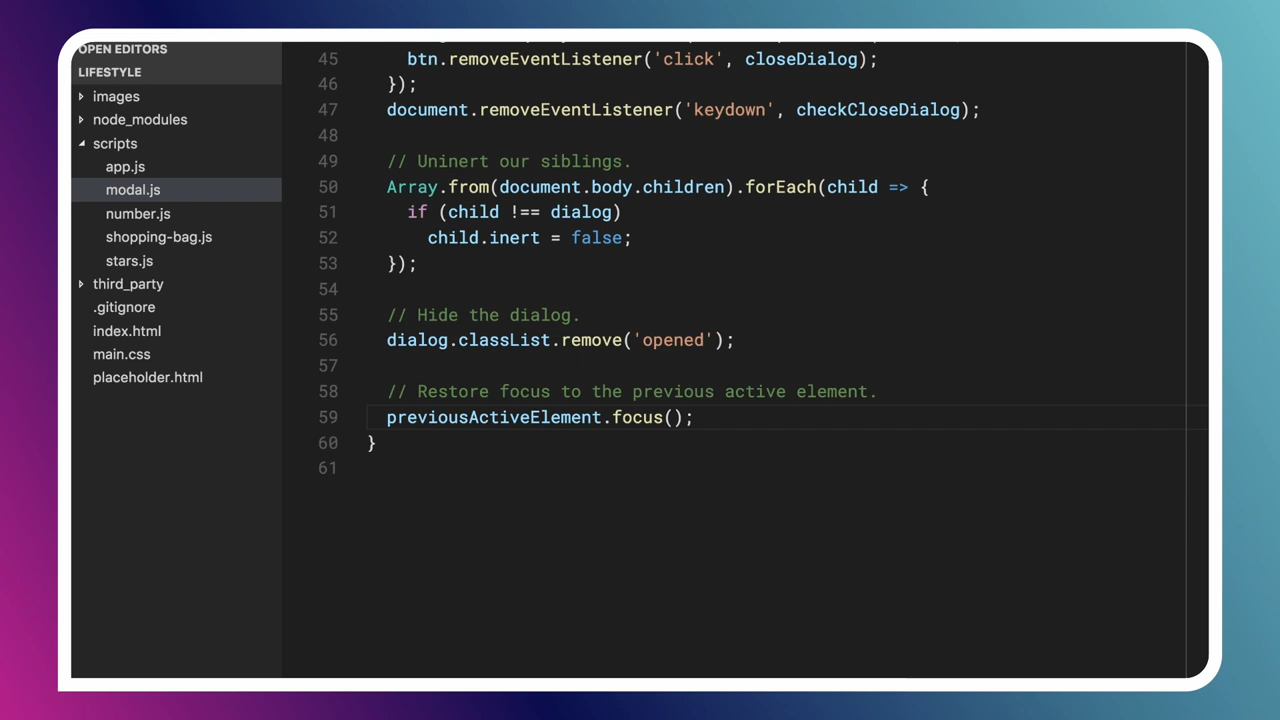 OPEN EDITORS
LIFESTYLE
images
node_modules
scripts
app.js
modal.js
number.js
shopping-bag.js
stars.js
third_party
.gitignore
index.html
main.css
placeholder.html
45 btn.removeEventListener('click', closeDialog);
46 });
47 document.removeEventListener('keydown', checkCloseDialog);
48
49 // Uninert our siblings.
50 Array.from(document.body.children).forEach(child => {
51 if (child !== dialog)
52 child.inert = false;
53 });
54
55 // Hide the dialog.
56 dialog.classList.remove('opened');
57
58 // Restore focus to the previous active element.
59 previousActiveElement.focus();
60 }
61